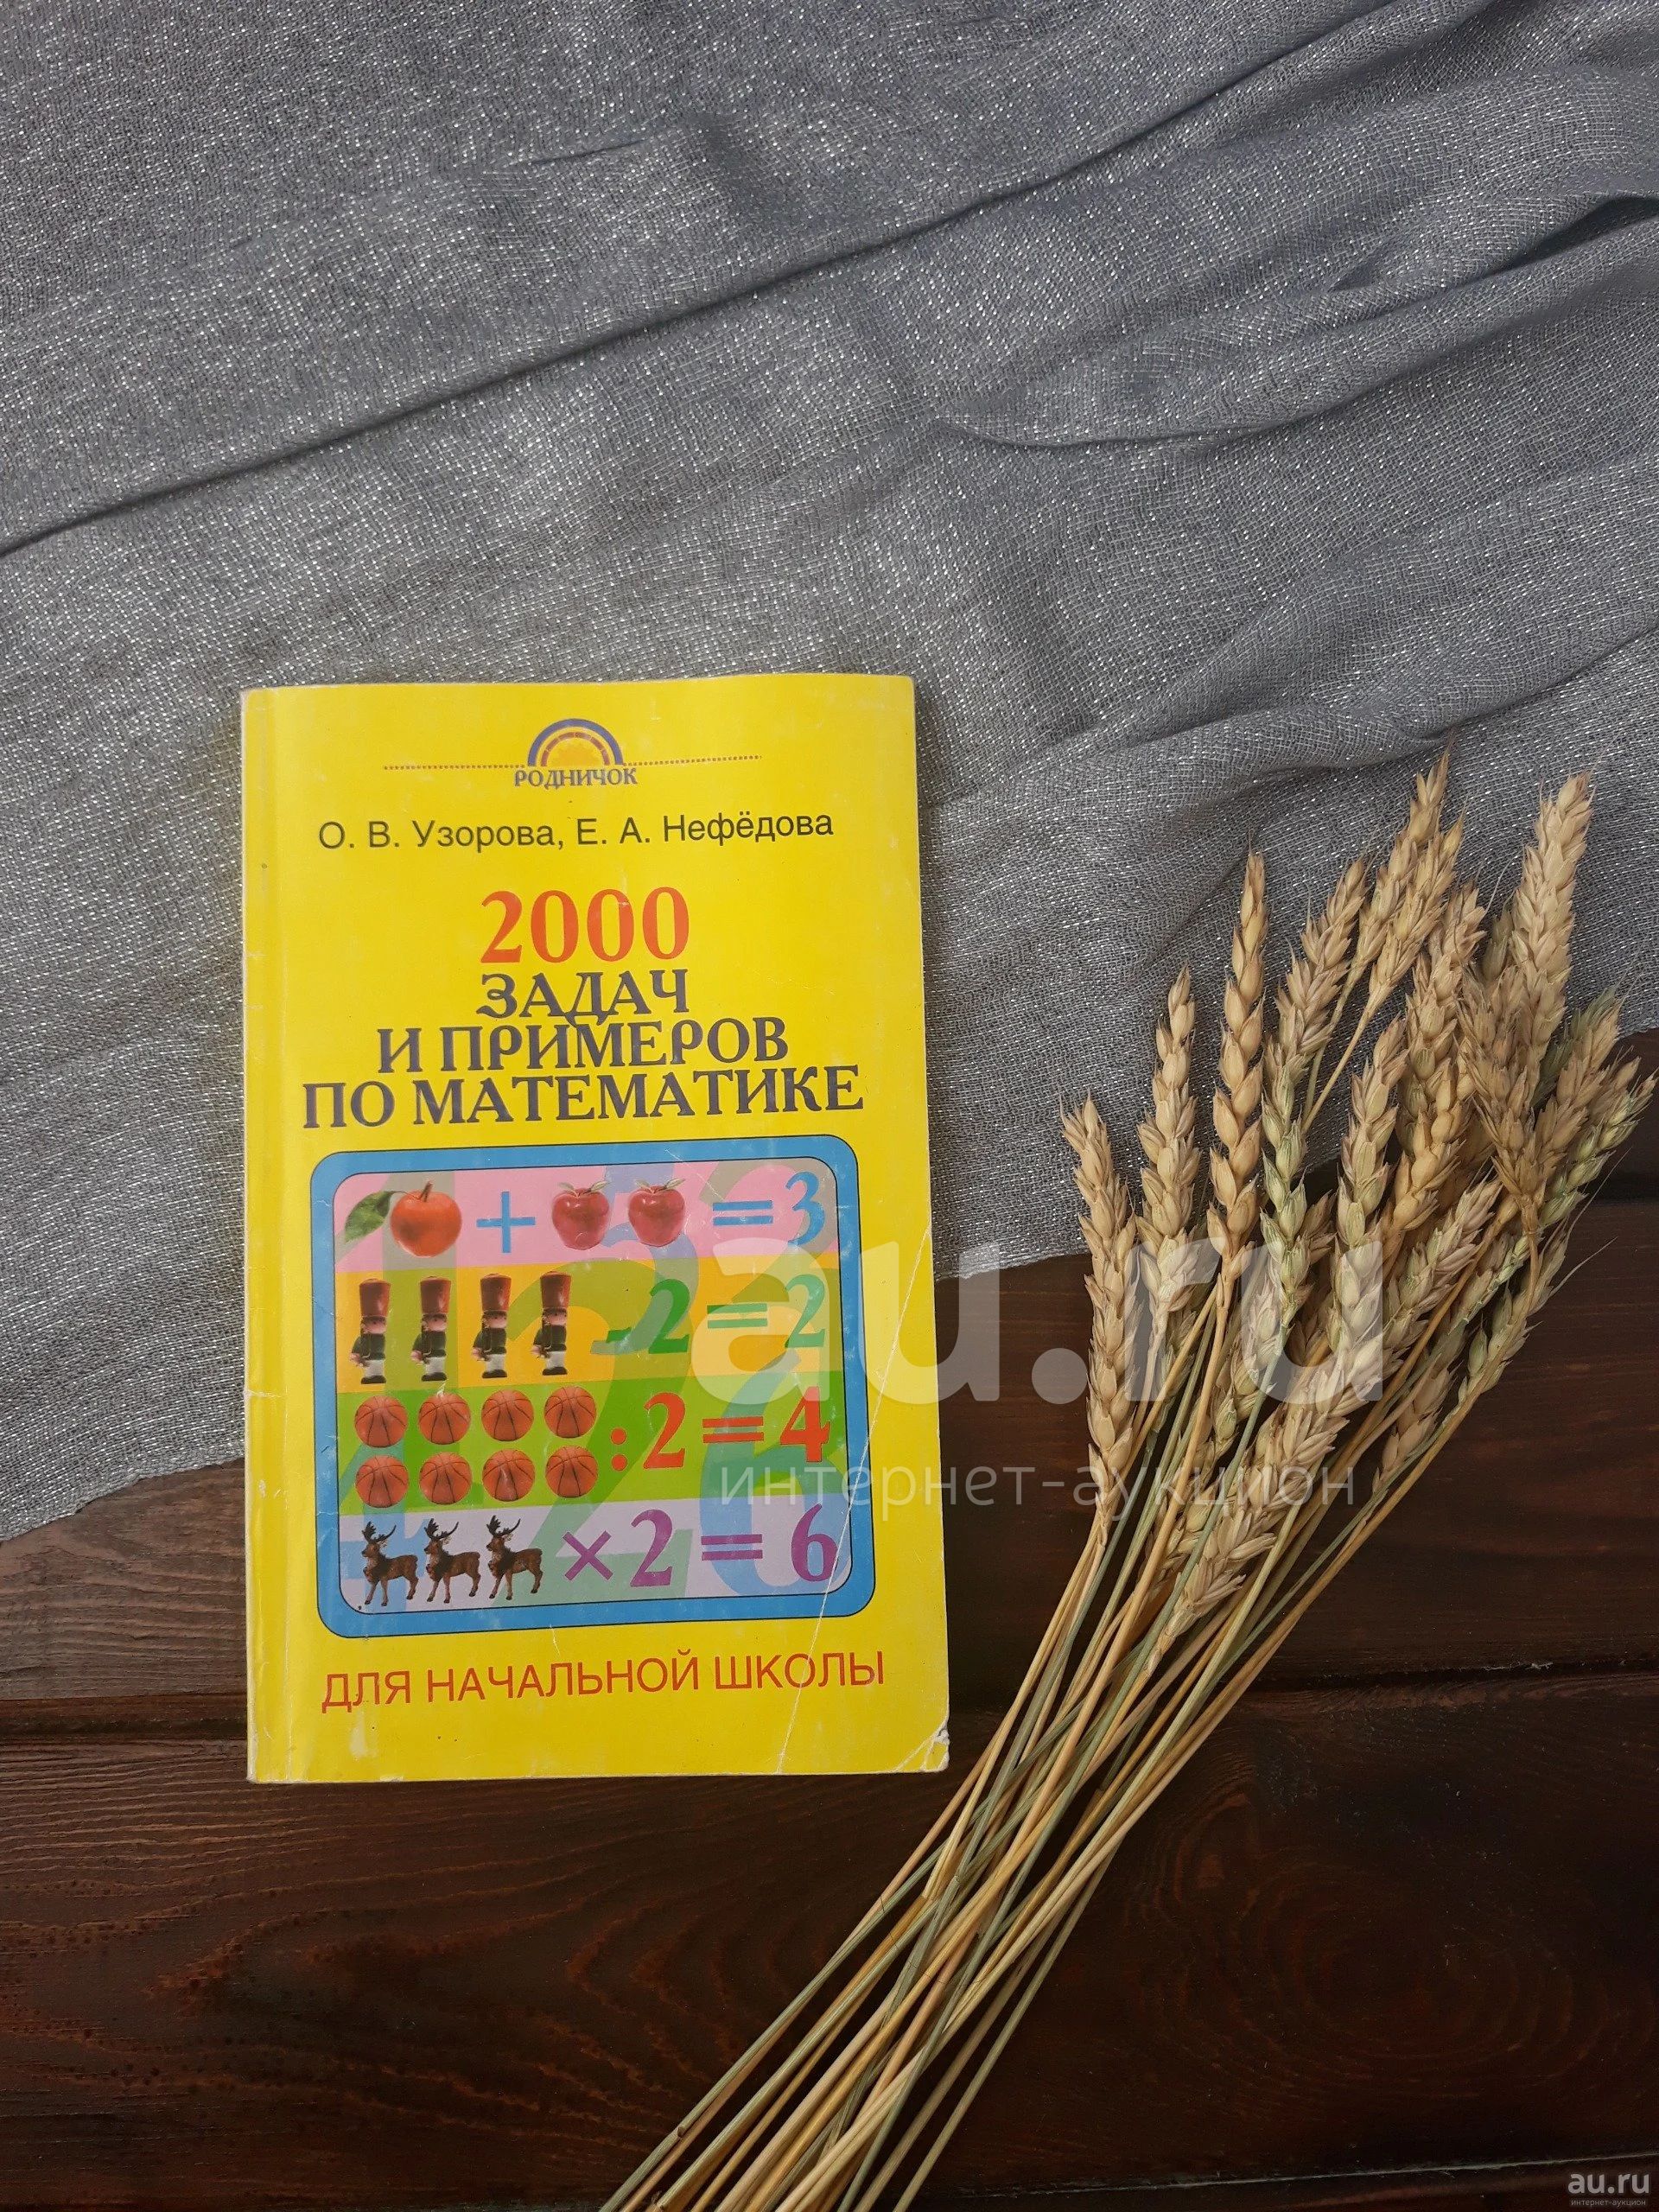 РОДНИЧОК
О. В. Узорова, Е. А. Нефёдова
2000
ЗАДАЧ
И ПРИМЕРОВ
ПО МАТЕМАТИКЕ
+ =3
-2=2
:2=4
×2=6
ДЛЯ НАЧАЛЬНОЙ ШКОЛЫ
au.ru
интернет-аукцион
au.ru
интернет-аукцион